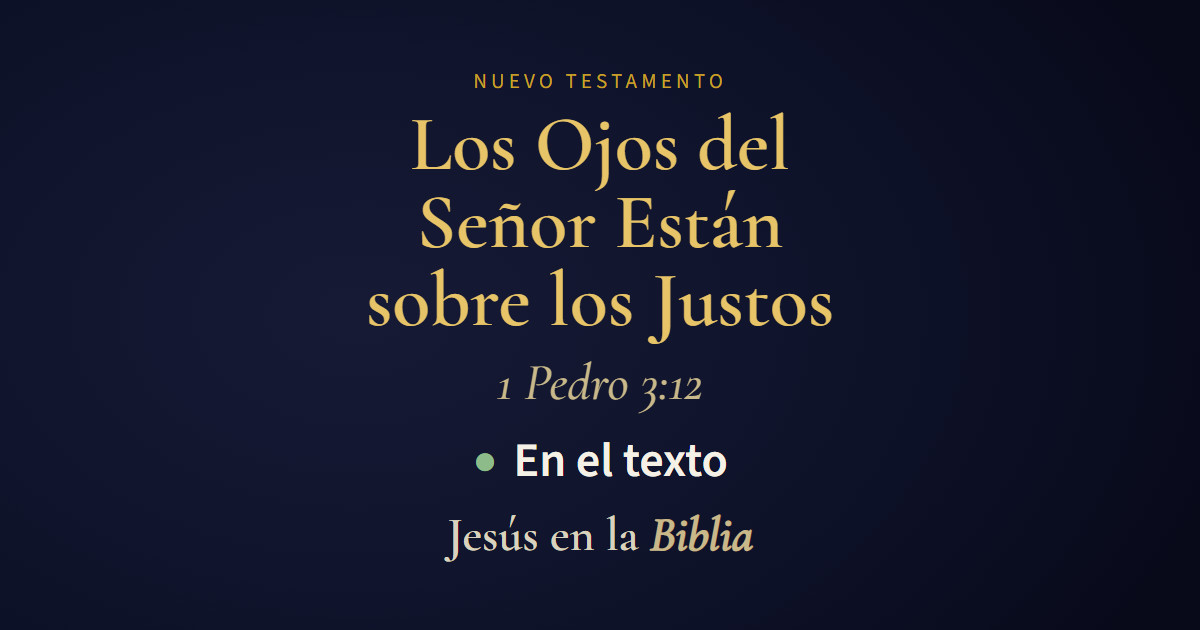 NUEVO TESTAMENTO
Los Ojos del
Señor Están
sobre los Justos
1 Pedro 3:12
En el texto
Jesús en la Biblia